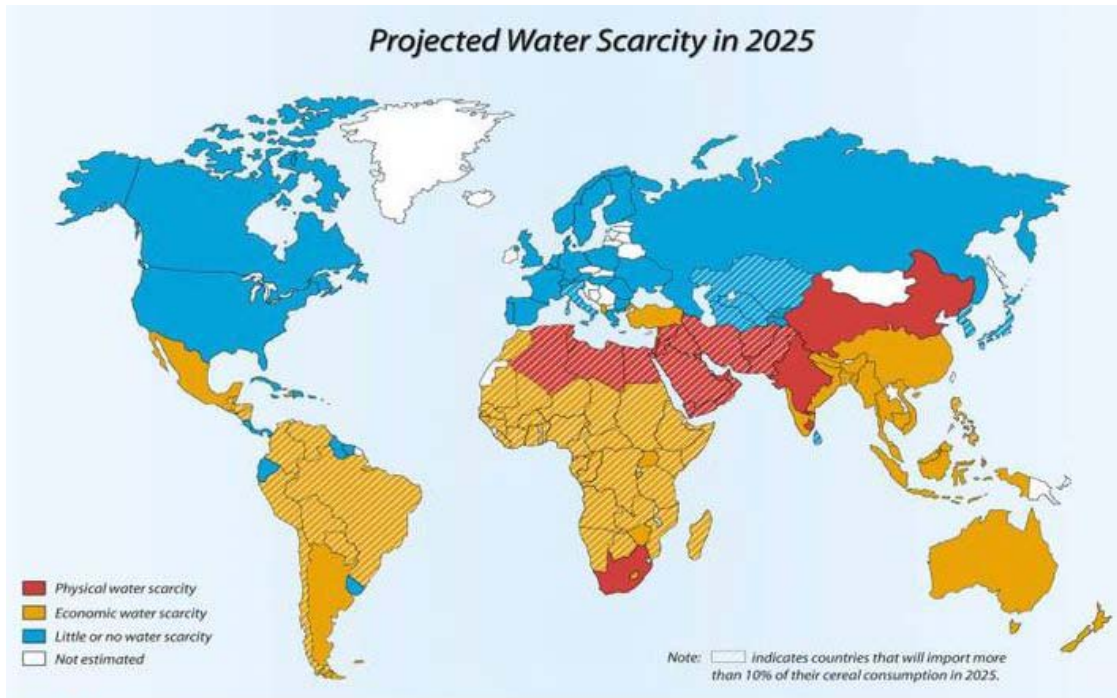 Projected Water Scarcity in 2025
Physical water scarcity
Economic water scarcity
Little or no water scarcity
Not estimated
Note: indicates countries that will import more
than 10% of their cereal consumption in 2025.